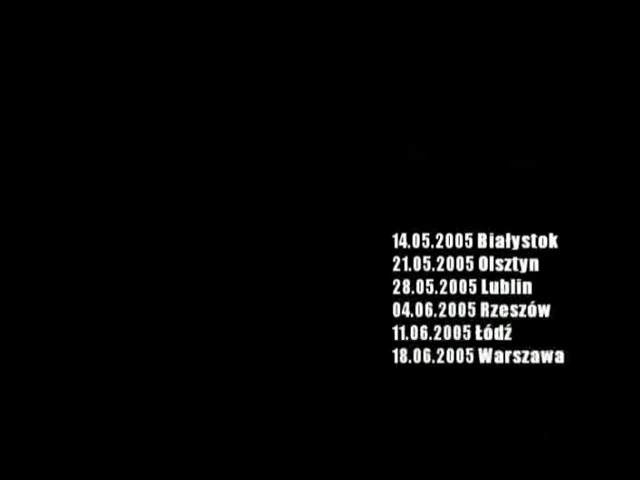 14.05.2005 Białystok
21.05.2005 Olsztyn
28.05.2005 Lublin
04.06.2005 Rzeszów
11.06.2005 Łódź
18.06.2005 Warszawa